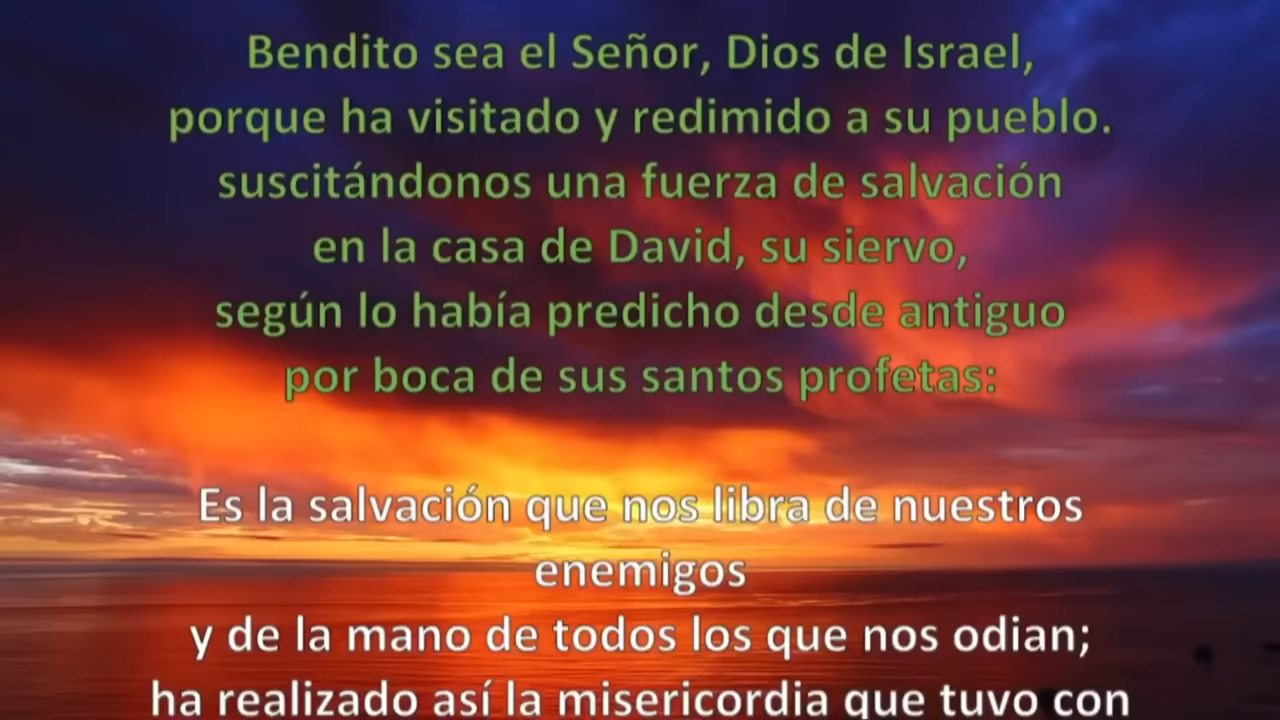 Bendito sea el Señor, Dios de Israel,
porque ha visitado y redimido a su pueblo.
suscitándonos una fuerza de salvación
en la casa de David, su siervo,
según lo había predicho desde antiguo
por boca de sus santos profetas:
Es la salvación que nos libra de nuestros
enemigos
y de la mano de todos los que nos odian;
ha realizado así la misericordia que tuvo con